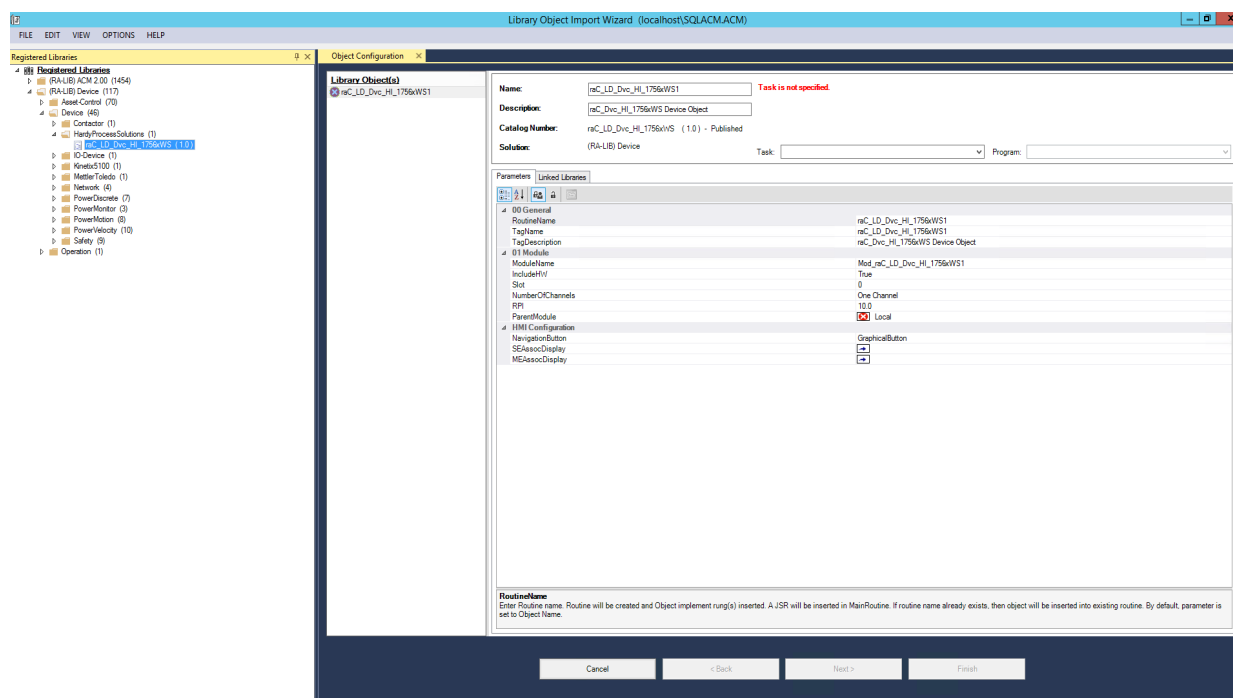 Library Object Import Wizard (localhost\SQLACM.ACM)
FILE EDIT VIEW OPTIONS HELP
Registered Libraries
Registered Libraries
(RA-LIB) ACM 2.00 (1454)
(RA-LIB) Device (117)
Asset-Control (70)
Device (46)
Contactor (1)
HardyProcessSolutions (1)
raC_LD_Dvc_HI_1756xWS (1.0)
IO-Device (1)
Kinetix5100 (1)
MettlerToledo (1)
Network (4)
PowerDiscrete (7)
PowerMonitor (3)
PowerMotion (8)
PowerVelocity (10)
Safety (9)
Operation (1)
Object Configuration
Library Object(s)
raC_LD_Dvc_HI_1756xWS1
Name: raC_LD_Dvc_HI_1756xWS1 Task is not specified.
Description: raC_Dvc_HI_1756xWS Device Object
Catalog Number: raC_LD_Dvc_HI_1756xWS (1.0) - Published
Solution: (RA-LIB) Device Task: Program:
Parameters Linked Libraries
00 General
RoutineName raC_LD_Dvc_HI_1756xWS1
TagName raC_LD_Dvc_HI_1756xWS1
TagDescription raC_Dvc_HI_1756xWS Device Object
01 Module
ModuleName Mod_raC_LD_Dvc_HI_1756xWS1
IncludeHW True
Slot 0
NumberOfChannels One Channel
RPI 10.0
ParentModule Local
HMI Configuration
NavigationButton GraphicalButton
SEAssocDisplay
MEAssocDisplay
RoutineName
Enter Routine name. Routine will be created and Object implement rung(s) inserted. A JSR will be inserted in MainRoutine. If routine name already exists, then object will be inserted into existing routine. By default, parameter is
set to Object Name.
Cancel < Back Next > Finish